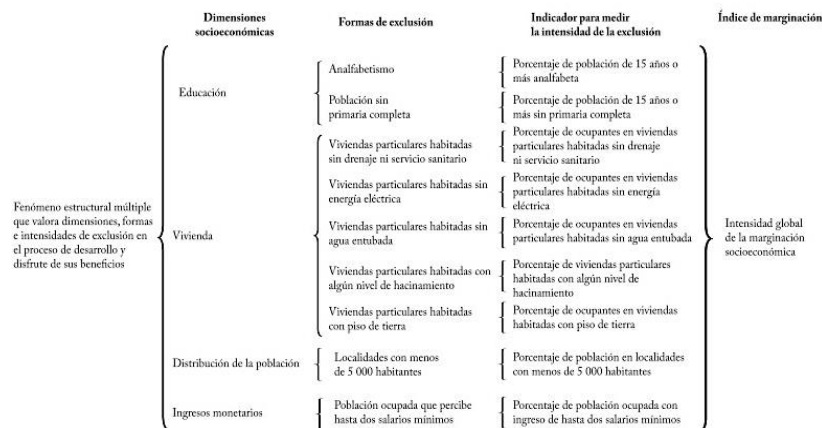 Dimensiones
socioeconómicas
Formas de exclusión
Indicador para medir
la intensidad de la exclusión
Índice de marginación
Fenómeno estructural múltiple
que valora dimensiones, formas
e intensidades de exclusión en
el proceso de desarrollo y
disfrute de sus beneficios
Educación
Analfabetismo
Porcentaje de población de 15 años o
más analfabeta
Población sin
primaria completa
Porcentaje de población de 15 años o
más sin primaria completa
Vivienda
Viviendas particulares habitadas
sin drenaje ni servicio sanitario
Porcentaje de ocupantes en viviendas
particulares habitadas sin drenaje
ni servicio sanitario
Viviendas particulares habitadas sin
energía eléctrica
Porcentaje de ocupantes en viviendas
particulares habitadas sin energía
eléctrica
Viviendas particulares habitadas sin
agua entubada
Porcentaje de ocupantes en viviendas
particulares habitadas sin agua entubada
Viviendas particulares habitadas con
algún nivel de hacinamiento
Porcentaje de viviendas particulares
habitadas con algún nivel de
hacinamiento
Viviendas particulares habitadas
con piso de tierra
Porcentaje de ocupantes en viviendas
habitadas con piso de tierra
Distribución de la población
Localidades con menos
de 5 000 habitantes
Porcentaje de población en localidades
con menos de 5 000 habitantes
Ingresos monetarios
Población ocupada que percibe
hasta dos salarios mínimos
Porcentaje de población ocupada con
ingreso de hasta dos salarios mínimos
Intensidad global
de la marginación
socioeconómica